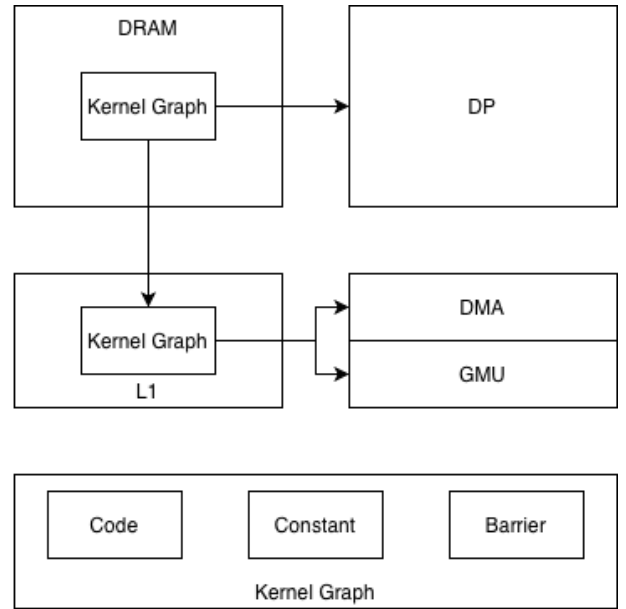 DRAM
Kernel Graph
DP
Kernel Graph
L1
DMA
GMU
Code
Constant
Barrier
Kernel Graph